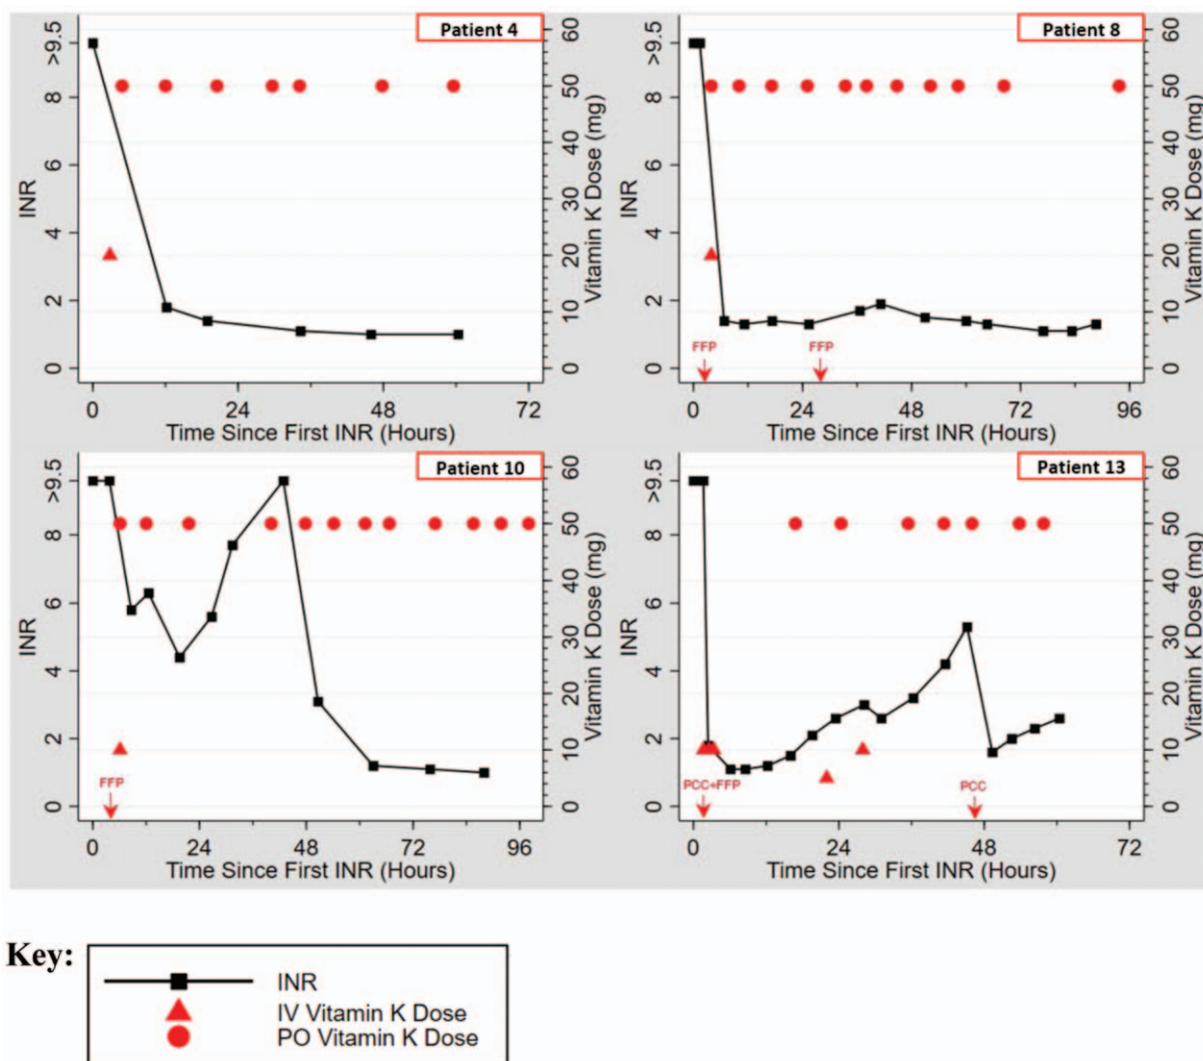 Patient 4
INR
>9.5
8
6
4
2
0
60
50
40
30
20
10
0
Vitamin K Dose (mg)
0 24 48 72
Time Since First INR (Hours)
Patient 8
INR
>9.5
8
6
4
2
0
FFP FFP
60
50
40
30
20
10
0
Vitamin K Dose (mg)
0 24 48 72 96
Time Since First INR (Hours)
Patient 10
INR
>9.5
8
6
4
2
0
FFP
60
50
40
30
20
10
0
Vitamin K Dose (mg)
0 24 48 72 96
Time Since First INR (Hours)
Patient 13
INR
>9.5
8
6
4
2
0
PCC+FFP PCC
60
50
40
30
20
10
0
Vitamin K Dose (mg)
0 24 48 72
Time Since First INR (Hours)
Key:
INR
IV Vitamin K Dose
PO Vitamin K Dose